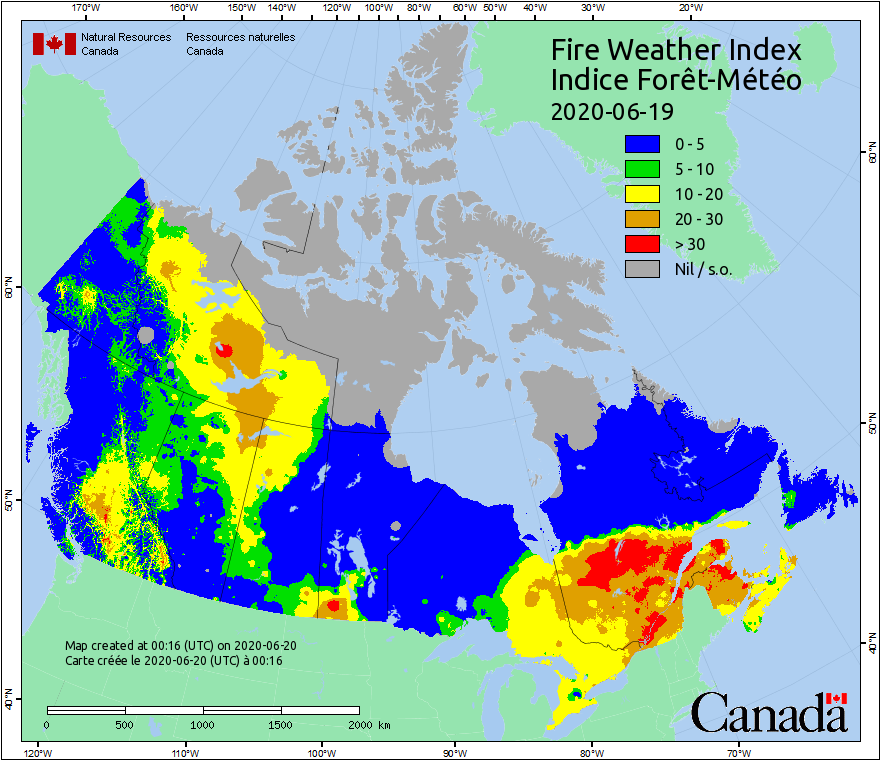 170°W 160°W 150°W 140°W 120°W 100°W 80°W 60°W 50°W 40°W 30°W 20°W
Natural Resources Ressources naturelles
Canada Canada
Fire Weather Index
Indice Forêt-Météo
2020-06-19
0 - 5
5 - 10
10 - 20
20 - 30
> 30
Nil / s.o.
60°N
60°N
50°N
50°N
40°N
40°N
Map created at 00:16 (UTC) on 2020-06-20
Carte créée le 2020-06-20 (UTC) à 00:16
0 500 1000 1500 2000 km
Canada
120°W 110°W 100°W 90°W 80°W 70°W